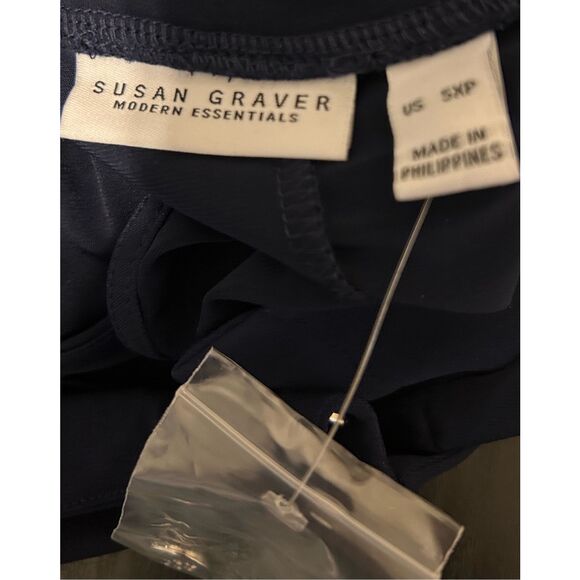 SUSAN GRAVER
MODERN ESSENTIALS
US 5XP
MADE IN
PHILIPPINES